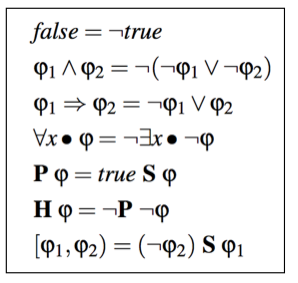 false = ¬true
φ₁ ∧ φ₂ = ¬(¬φ₁ ∨ ¬φ₂)
φ₁ ⇒ φ₂ = ¬φ₁ ∨ φ₂
∀x • φ = ¬∃x • ¬φ
P φ = true S φ
H φ = ¬P ¬φ
[φ₁, φ₂) = (¬φ₂) S φ₁